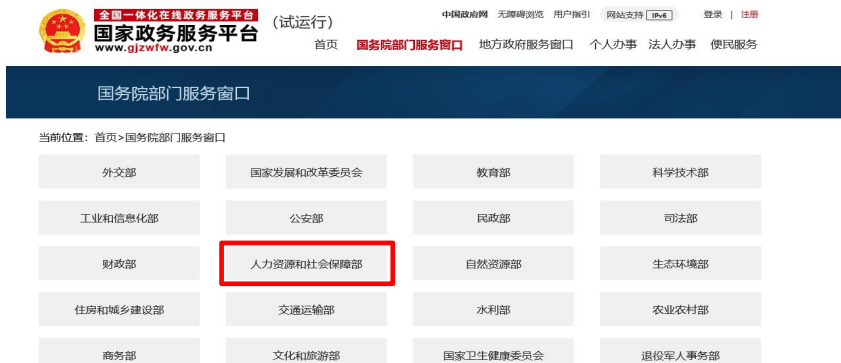 全国一体化在线政务服务平台
国家政务服务平台
www.gjzwfw.gov.cn
(试运行)
中国政府网 无障碍浏览 用户指引 网站支持 IPv6 登录 | 注册
首页 国务院部门服务窗口 地方政府服务窗口 个人办事 法人办事 便民服务
国务院部门服务窗口
当前位置：首页>国务院部门服务窗口
外交部 国家发展和改革委员会 教育部 科学技术部
工业和信息化部 公安部 民政部 司法部
财政部 人力资源和社会保障部 自然资源部 生态环境部
住房和城乡建设部 交通运输部 水利部 农业农村部
商务部 文化和旅游部 国家卫生健康委员会 退役军人事务部